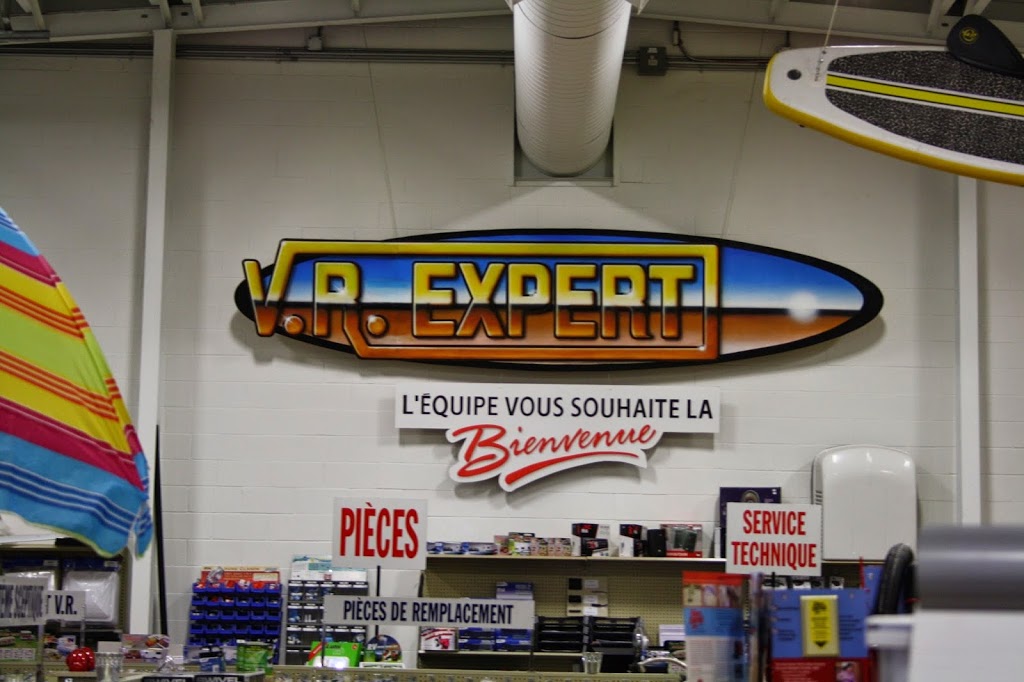 V.R. EXPERT
L'ÉQUIPE VOUS SOUHAITE LA
Bienvenue
PIÈCES
SERVICE
TECHNIQUE
PIÈCES DE REMPLACEMENT
T V.R.